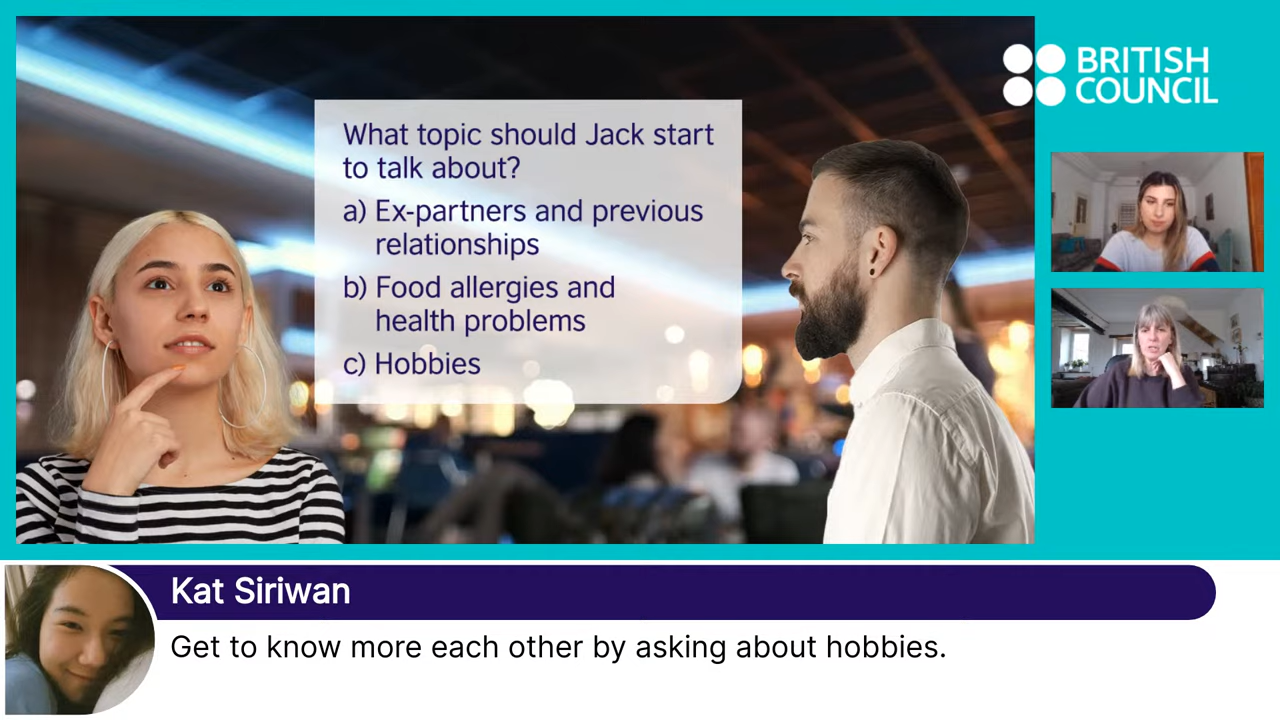 What topic should Jack start
to talk about?
a) Ex-partners and previous
relationships
b) Food allergies and
health problems
c) Hobbies
BRITISH
COUNCIL
Kat Siriwan
Get to know more each other by asking about hobbies.